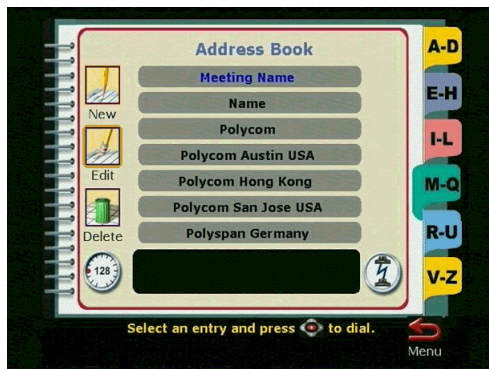 Address Book
Meeting Name
Name
Polycom
Polycom Austin USA
Polycom Hong Kong
Polycom San Jose USA
Polyspan Germany
New
Edit
Delete
128
A-D
E-H
I-L
M-Q
R-U
V-Z
Select an entry and press to dial.
Menu